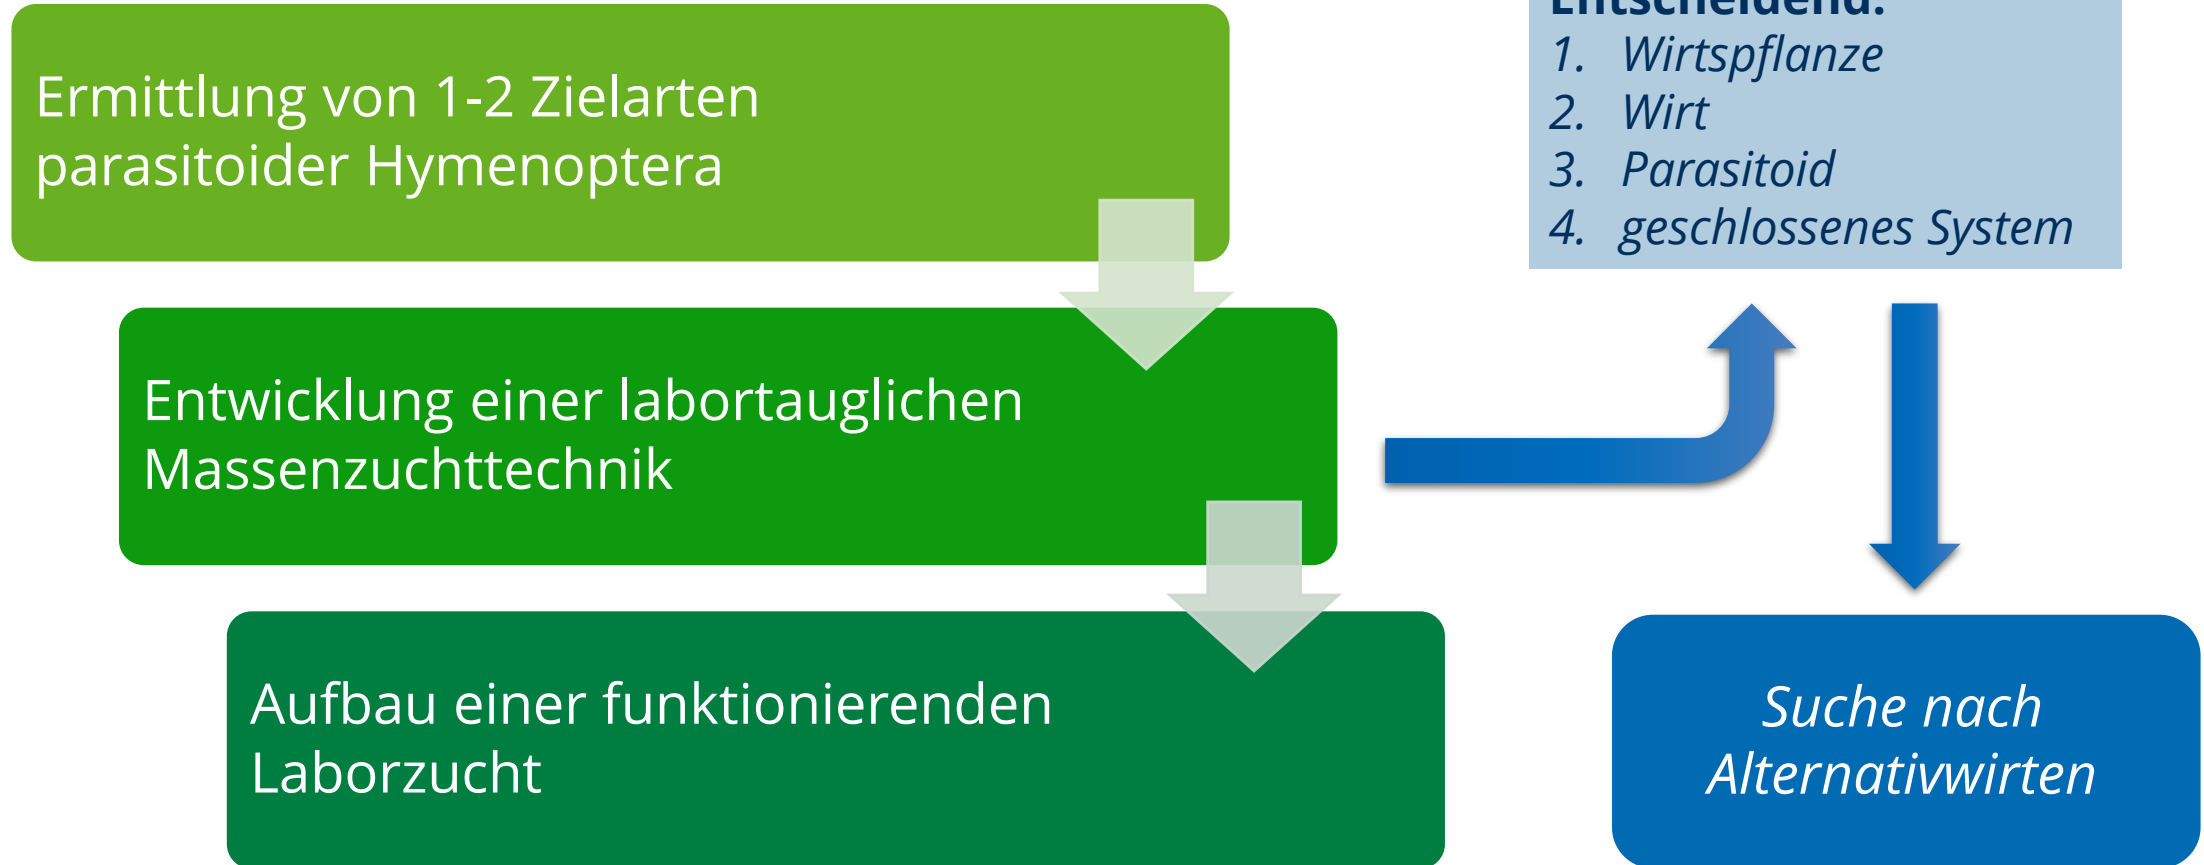 Ermittlung von 1-2 Zielarten
parasitoider Hymenoptera
Entscheidend:
1. Wirtspflanze
2. Wirt
3. Parasitoid
4. geschlossenes System
Entwicklung einer labortauglichen
Massenzuchttechnik
Aufbau einer funktionierenden
Laborzucht
Suche nach
Alternativwirten